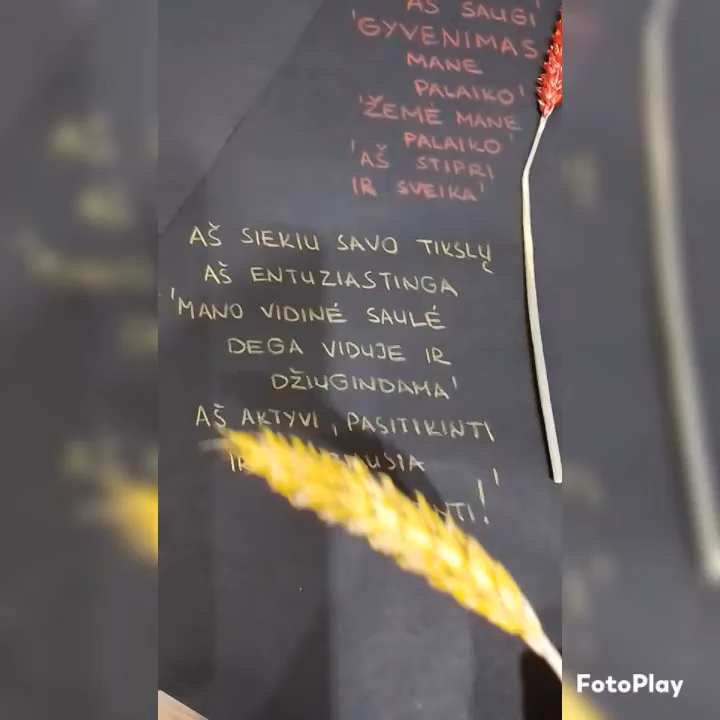 AŠ SAUGI'
'GYVENIMAS
MANE
PALAIKO'
'ŽEMĖ MANE
PALAIKO'
'AŠ STIPRI
IR SVEIKA'
AŠ SIEKIU SAVO TIKSLŲ
AŠ ENTUZIASTINGA
'MANO VIDINĖ SAULĖ
DEGA VIDUJE IR
DŽIUGINDAMA'
AŠ AKTYVI, PASITIKINTI
IR
FotoPlay